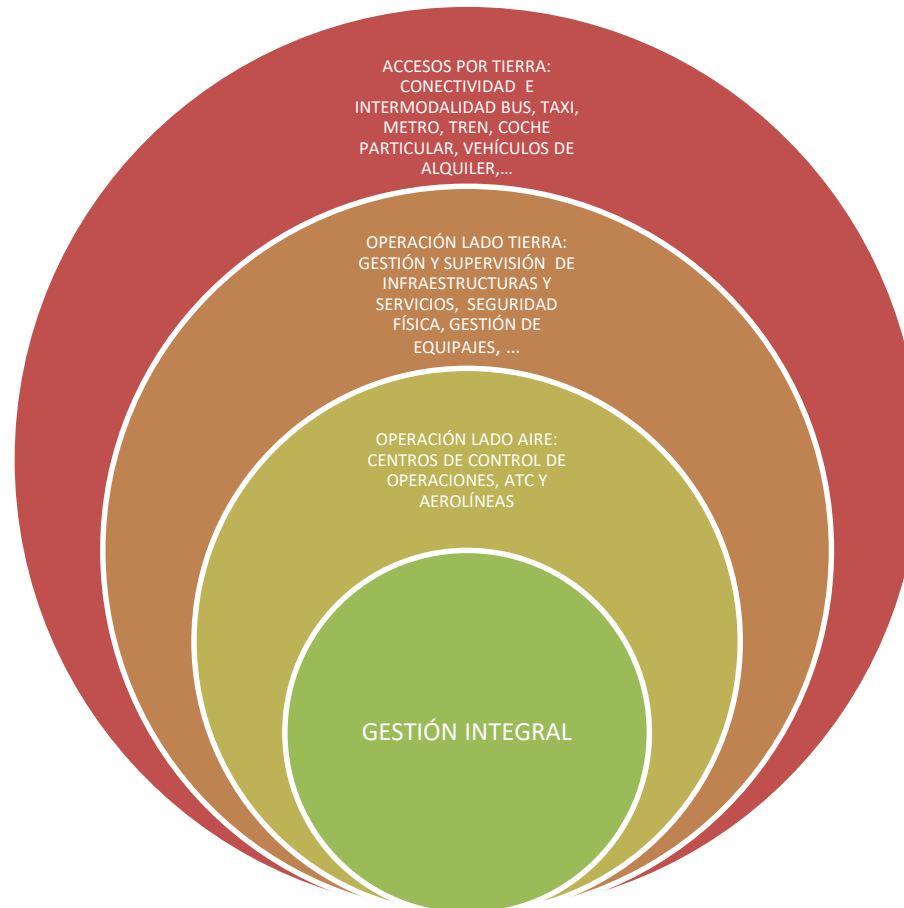 ACCESOS POR TIERRA:
CONECTIVIDAD E
INTERMODALIDAD BUS, TAXI,
METRO, TREN, COCHE
PARTICULAR, VEHÍCULOS DE
ALQUILER,...
OPERACIÓN LADO TIERRA:
GESTIÓN Y SUPERVISIÓN DE
INFRAESTRUCTURAS Y
SERVICIOS, SEGURIDAD
FÍSICA, GESTIÓN DE
EQUIPAJES, ...
OPERACIÓN LADO AIRE:
CENTROS DE CONTROL DE
OPERACIONES, ATC Y
AEROLÍNEAS
GESTIÓN INTEGRAL